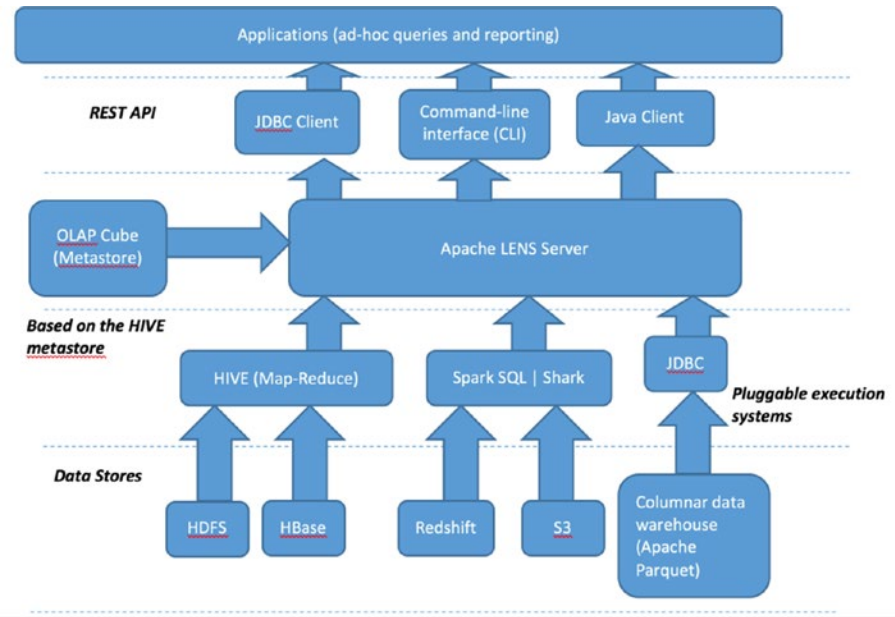 Applications (ad-hoc queries and reporting)
REST API
JDBC Client
Command-line
interface (CLI)
Java Client
OLAP Cube
(Metastore)
Apache LENS Server
Based on the HIVE
metastore
HIVE (Map-Reduce)
Spark SQL | Shark
JDBC
Pluggable execution
systems
Data Stores
HDFS
HBase
Redshift
S3
Columnar data
warehouse
(Apache
Parquet)